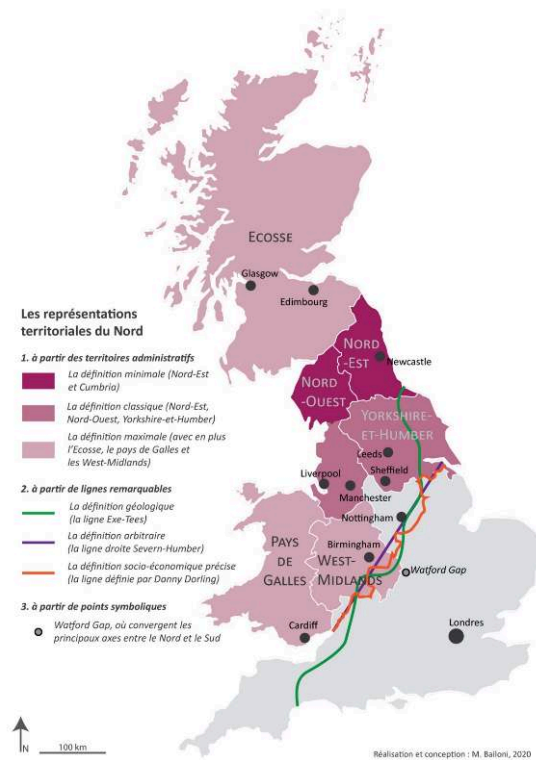 ECOSSE
Glasgow
Edimbourg
Les représentations
territoriales du Nord
1. à partir des territoires administratifs
La définition minimale (Nord-Est
et Cumbria)
La définition classique (Nord-Est,
Nord-Ouest, Yorkshire-et-Humber)
La définition maximale (avec en plus
l'Ecosse, le pays de Galles et
les West-Midlands)
2. à partir de lignes remarquables
La définition géologique
(la ligne Exe-Tees)
La définition arbitraire
(la ligne droite Severn-Humber)
La définition socio-économique précise
(la ligne définie par Danny Dorling)
3. à partir de points symboliques
Watford Gap, où convergent les
principaux axes entre le Nord et le Sud
NORD
-EST
Newcastle
NORD
-OUEST
YORKSHIRE-
ET-HUMBER
Leeds
Liverpool
Sheffield
Manchester
Nottingham
PAYS
DE
GALLES
Birmingham
WEST-
MIDLANDS
Watford Gap
Cardiff
Londres
N
100 km
Réalisation et conception : M. Bailoni, 2020